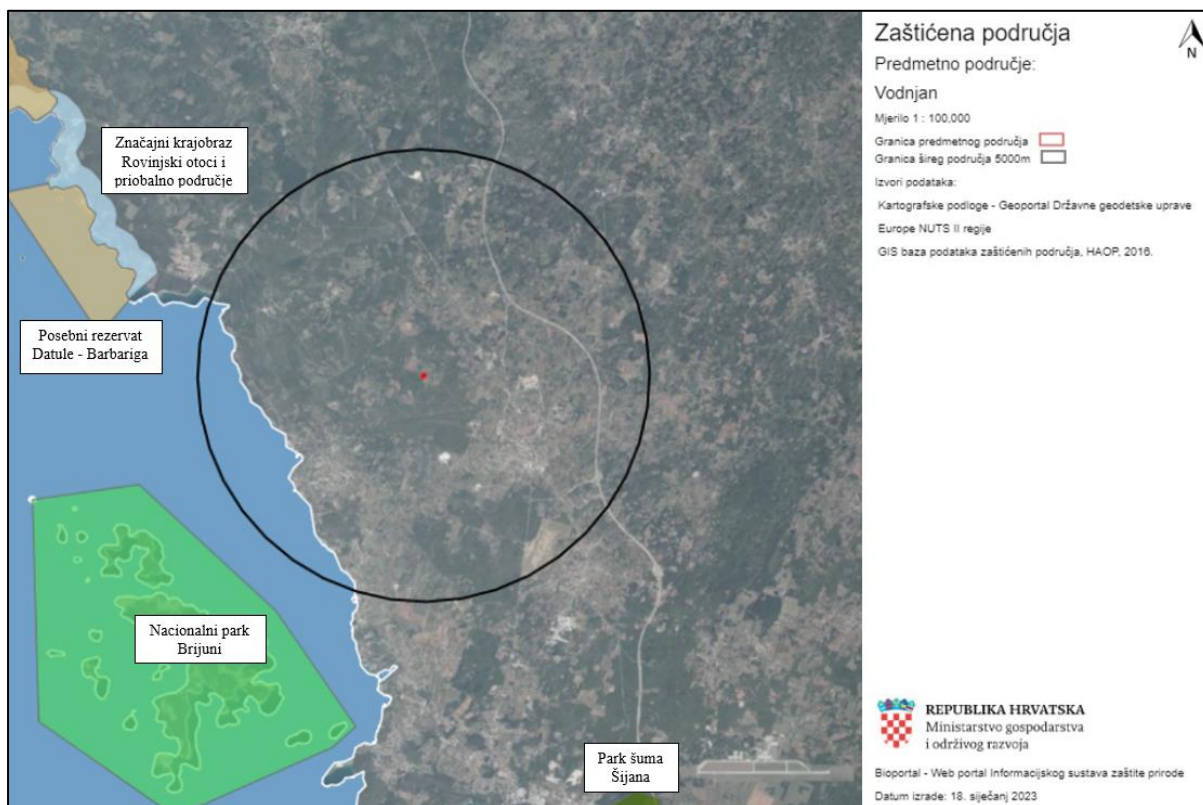 Značajni krajobraz
Rovinjski otoci i
priobalno područje
Posebni rezervat
Datule - Barbariga
Nacionalni park
Brijuni
Park šuma
Šijana
Zaštićena područja
N
Predmetno područje:
Vodnjan
Mjerilo 1 : 100,000
Granica predmetnog područja
Granica šireg područja 5000m
Izvori podataka:
Kartografske podloge - Geoportal Državne geodetske uprave
Europe NUTS II regije
GIS baza podataka zaštićenih područja, HAOP, 2016.
REPUBLIKA HRVATSKA
Ministarstvo gospodarstva
i održivog razvoja
Bioportal - Web portal Informacijskog sustava zaštite prirode
Datum izrade: 18. siječanj 2023